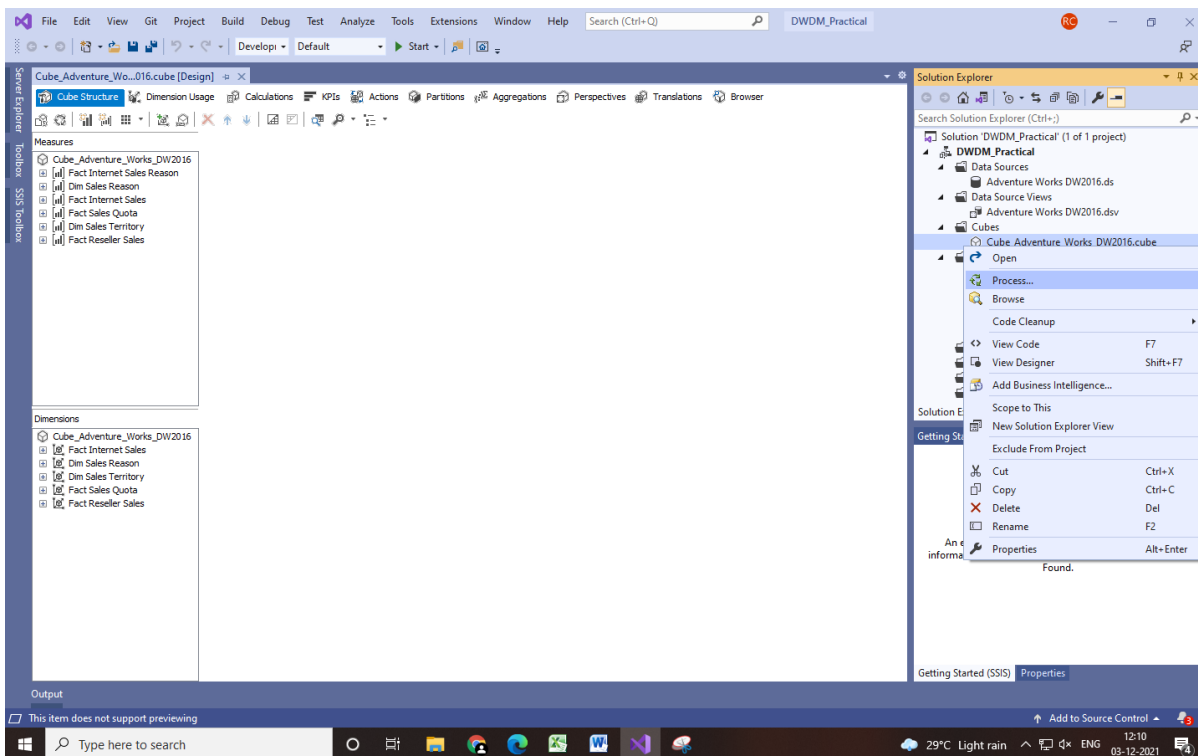 File Edit View Git Project Build Debug Test Analyze Tools Extensions Window Help Search (Ctrl+Q) DWDM_Practical RC
Developi Default Start
Server Explorer
Toolbox
SSIS Toolbox
Cube_Adventure_Wo...016.cube [Design]
Cube Structure Dimension Usage Calculations KPIs Actions Partitions Aggregations Perspectives Translations Browser
Measures
Cube_Adventure_Works_DW2016
Fact Internet Sales Reason
Dim Sales Reason
Fact Internet Sales
Fact Sales Quota
Dim Sales Territory
Fact Reseller Sales
Dimensions
Cube_Adventure_Works_DW2016
Fact Internet Sales
Dim Sales Reason
Dim Sales Territory
Fact Sales Quota
Fact Reseller Sales
Solution Explorer
Search Solution Explorer (Ctrl+;)
Solution 'DWDM_Practical' (1 of 1 project)
DWDM_Practical
Data Sources
Adventure Works DW2016.ds
Data Source Views
Adventure Works DW2016.dsv
Cubes
Cube_Adventure_Works_DW2016.cube
Open
Process...
Browse
Code Cleanup
View Code F7
View Designer Shift+F7
Add Business Intelligence...
Scope to This
New Solution Explorer View
Exclude From Project
Cut Ctrl+X
Copy Ctrl+C
Delete Del
Rename F2
Properties Alt+Enter
Solution E
Getting Sta
An e
informa
Found.
Getting Started (SSIS) Properties
Output
This item does not support previewing Add to Source Control 3
Type here to search 29°C Light rain ENG 12:10
03-12-2021 4